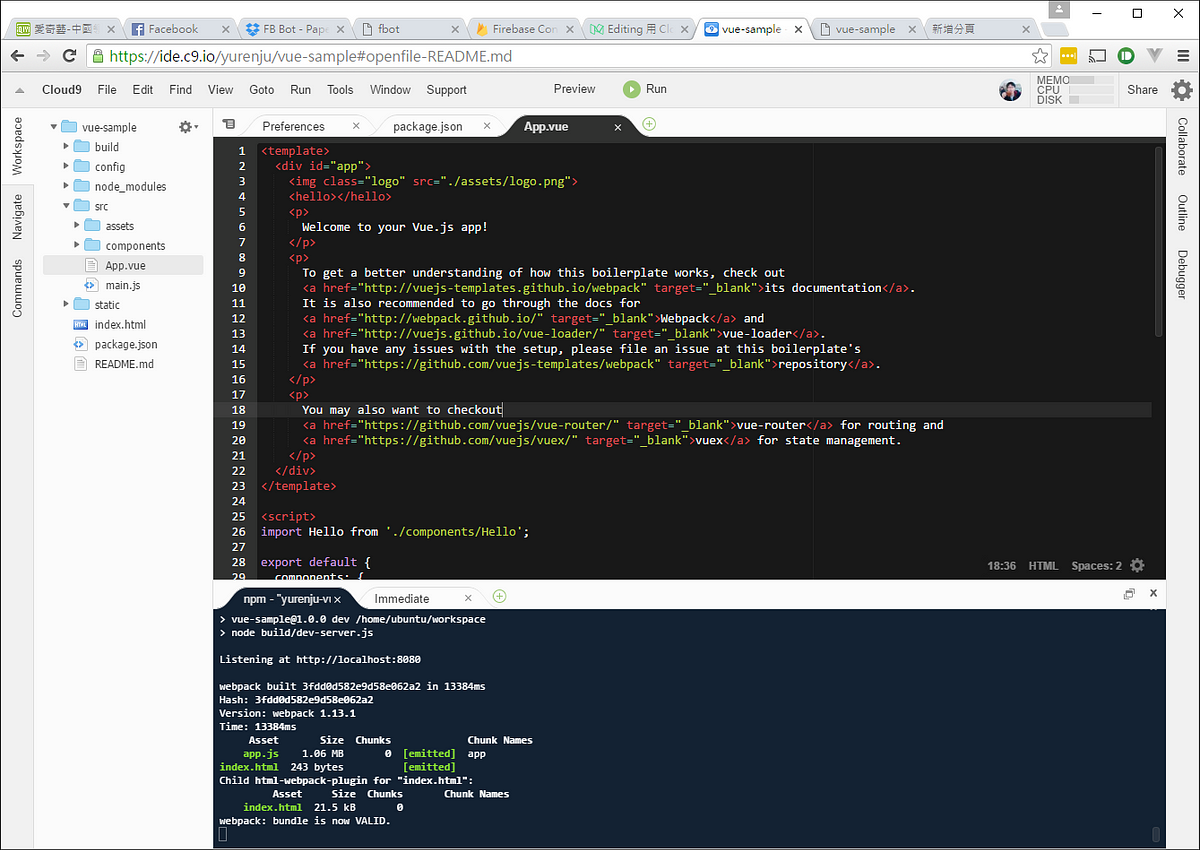 愛奇藝-中國
Facebook
FB Bot - Pape
fbot
Firebase Con
Editing 用 Cl
vue-sample
vue-sample
新增分頁
https://ide.c9.io/yurenju/vue-sample#openfile-README.md
Cloud9 File Edit Find View Goto Run Tools Window Support Preview Run MEMO CPU DISK Share
Workspace
Navigate
Commands
vue-sample
build
config
node_modules
src
assets
components
App.vue
main.js
static
index.html
package.json
README.md
Preferences
package.json
App.vue
1 <template>
2 <div id="app">
3 <img class="logo" src="./assets/logo.png">
4 <hello></hello>
5 <p>
6 Welcome to your Vue.js app!
7 </p>
8 <p>
9 To get a better understanding of how this boilerplate works, check out
10 <a href="http://vuejs-templates.github.io/webpack" target="_blank">its documentation</a>.
11 It is also recommended to go through the docs for
12 <a href="http://webpack.github.io/" target="_blank">Webpack</a> and
13 <a href="http://vuejs.github.io/vue-loader/" target="_blank">vue-loader</a>.
14 If you have any issues with the setup, please file an issue at this boilerplate's
15 <a href="https://github.com/vuejs-templates/webpack" target="_blank">repository</a>.
16 </p>
17 <p>
18 You may also want to checkout
19 <a href="https://github.com/vuejs/vue-router/" target="_blank">vue-router</a> for routing and
20 <a href="https://github.com/vuejs/vuex/" target="_blank">vuex</a> for state management.
21 </p>
22 </div>
23 </template>
24
25 <script>
26 import Hello from './components/Hello';
27
28 export default {
29 components: {
18:36 HTML Spaces: 2
Collaborate
Outline
Debugger
npm - "yurenju-vu
Immediate
> vue-sample@1.0.0 dev /home/ubuntu/workspace
> node build/dev-server.js
Listening at http://localhost:8080
webpack built 3fdd0d582e9d58e062a2 in 13384ms
Hash: 3fdd0d582e9d58e062a2
Version: webpack 1.13.1
Time: 13384ms
Asset Size Chunks Chunk Names
app.js 1.06 MB 0 [emitted] app
index.html 243 bytes [emitted]
Child html-webpack-plugin for "index.html":
Asset Size Chunks Chunk Names
index.html 21.5 kB 0
webpack: bundle is now VALID.